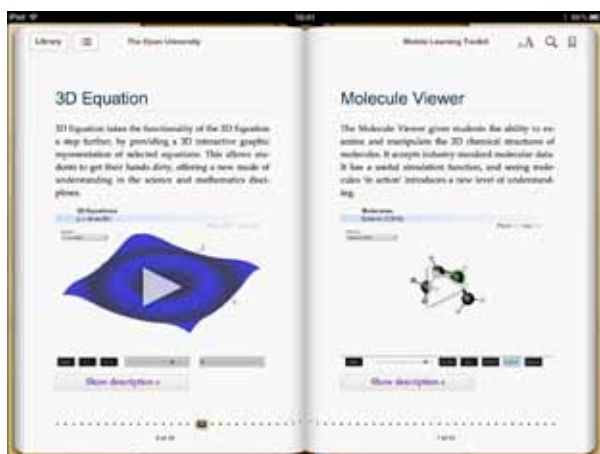 iPad
Library
The Open University
Mobile Learning Toolkit
AA
3D Equation
3D Equation takes the functionality of the 2D Equation
a step further, by providing a 3D interactive graphic
representation of selected equations. This allows stu-
dents to get their hands dirty, offering a new mode of
understanding in the science and mathematics disci-
plines.
3D Equations
Show description »
Molecule Viewer
The Molecule Viewer gives students the ability to ex-
amine and manipulate the 3D chemical structures of
molecules. It accepts industry standard molecular data.
It has a useful simulation function, and seeing mole-
cules 'in action' introduces a new level of understand-
ing.
Molecules
Show description »